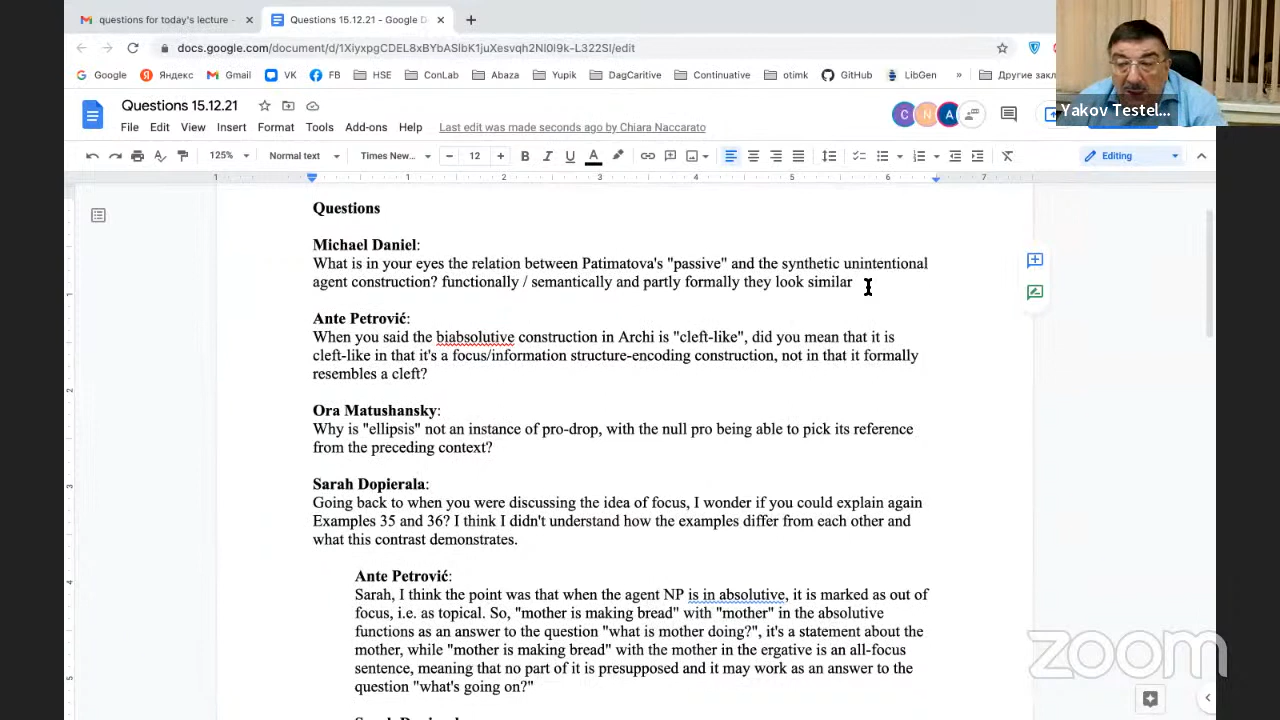 questions for today's lecture -
Questions 15.12.21 - Google D
docs.google.com/document/d/1XiyxpgCDEL8xBYbASIbK1juXesvqh2Nl0I9k-L322SI/edit
Google Яндекс Gmail VK FB HSE ConLab Abaza Yupik DagCaritive Continuative otimk GitHub LibGen » Другие закл
Yakov Testel...
Questions 15.12.21
File Edit View Insert Format Tools Add-ons Help Last edit was made seconds ago by Chiara Naccarato
C N A
125% Normal text Times New... 12 B I U A Editing
1 1 2 3 4 5 6 7
Questions
Michael Daniel:
What is in your eyes the relation between Patimatova's "passive" and the synthetic unintentional
agent construction? functionally / semantically and partly formally they look similar
Ante Petrović:
When you said the biabsolutive construction in Archi is "cleft-like", did you mean that it is
cleft-like in that it's a focus/information structure-encoding construction, not in that it formally
resembles a cleft?
Ora Matushansky:
Why is "ellipsis" not an instance of pro-drop, with the null pro being able to pick its reference
from the preceding context?
Sarah Dopierala:
Going back to when you were discussing the idea of focus, I wonder if you could explain again
Examples 35 and 36? I think I didn't understand how the examples differ from each other and
what this contrast demonstrates.
Ante Petrović:
Sarah, I think the point was that when the agent NP is in absolutive, it is marked as out of
focus, i.e. as topical. So, "mother is making bread" with "mother" in the absolutive
functions as an answer to the question "what is mother doing?", it's a statement about the
mother, while "mother is making bread" with the mother in the ergative is an all-focus
sentence, meaning that no part of it is presupposed and it may work as an answer to the
question "what's going on?"
zoom